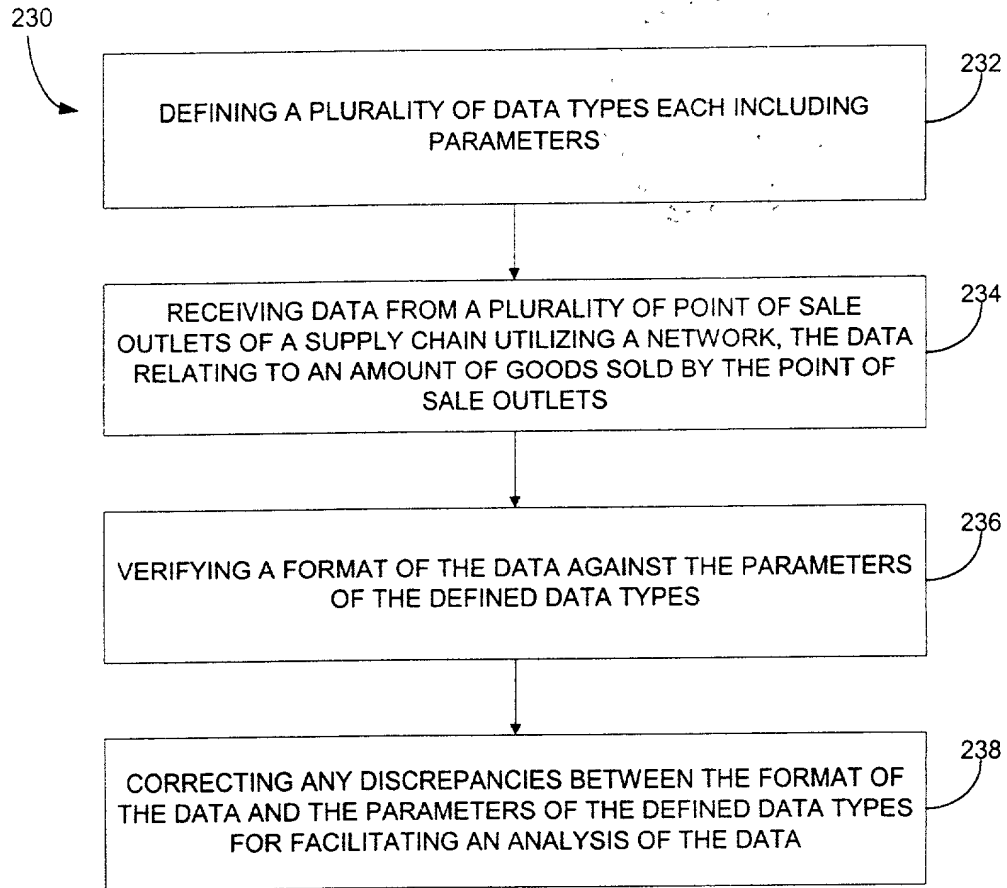 230
232
DEFINING A PLURALITY OF DATA TYPES EACH INCLUDING
PARAMETERS
234
RECEIVING DATA FROM A PLURALITY OF POINT OF SALE
OUTLETS OF A SUPPLY CHAIN UTILIZING A NETWORK, THE DATA
RELATING TO AN AMOUNT OF GOODS SOLD BY THE POINT OF
SALE OUTLETS
236
VERIFYING A FORMAT OF THE DATA AGAINST THE PARAMETERS
OF THE DEFINED DATA TYPES
238
CORRECTING ANY DISCREPANCIES BETWEEN THE FORMAT OF
THE DATA AND THE PARAMETERS OF THE DEFINED DATA TYPES
FOR FACILITATING AN ANALYSIS OF THE DATA